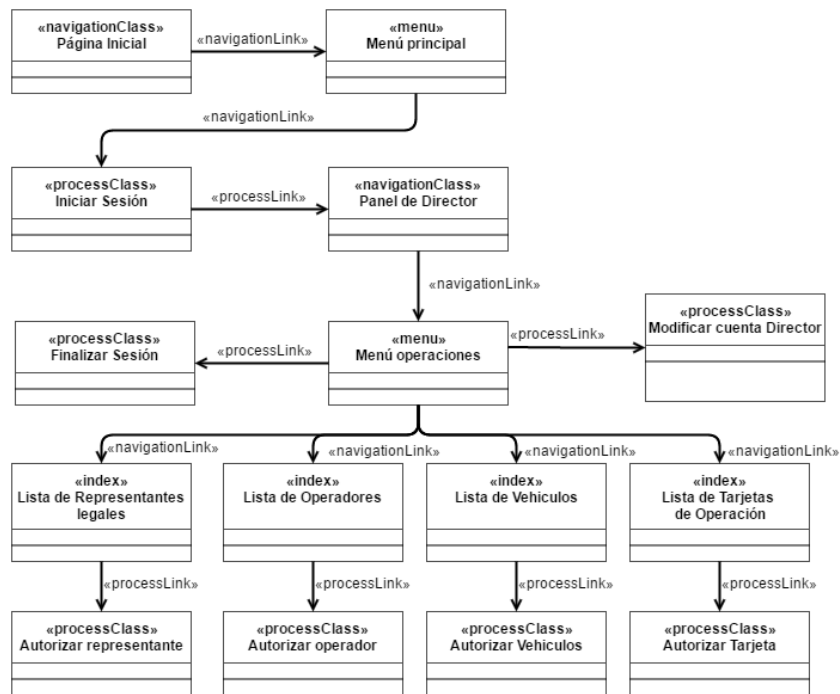 «navigationClass»
Página Inicial
«navigationLink»
«menu»
Menú principal
«navigationLink»
«processClass»
Iniciar Sesión
«processLink»
«navigationClass»
Panel de Director
«navigationLink»
«processClass»
Finalizar Sesión
«processLink»
«menu»
Menú operaciones
«processLink»
«processClass»
Modificar cuenta Director
«navigationLink»
«navigationLink»
«navigationLink»
«navigationLink»
«index»
Lista de Representantes
legales
«index»
Lista de Operadores
«index»
Lista de Vehiculos
«index»
Lista de Tarjetas
de Operación
«processLink»
«processLink»
«processLink»
«processLink»
«processClass»
Autorizar representante
«processClass»
Autorizar operador
«processClass»
Autorizar Vehiculos
«processClass»
Autorizar Tarjeta